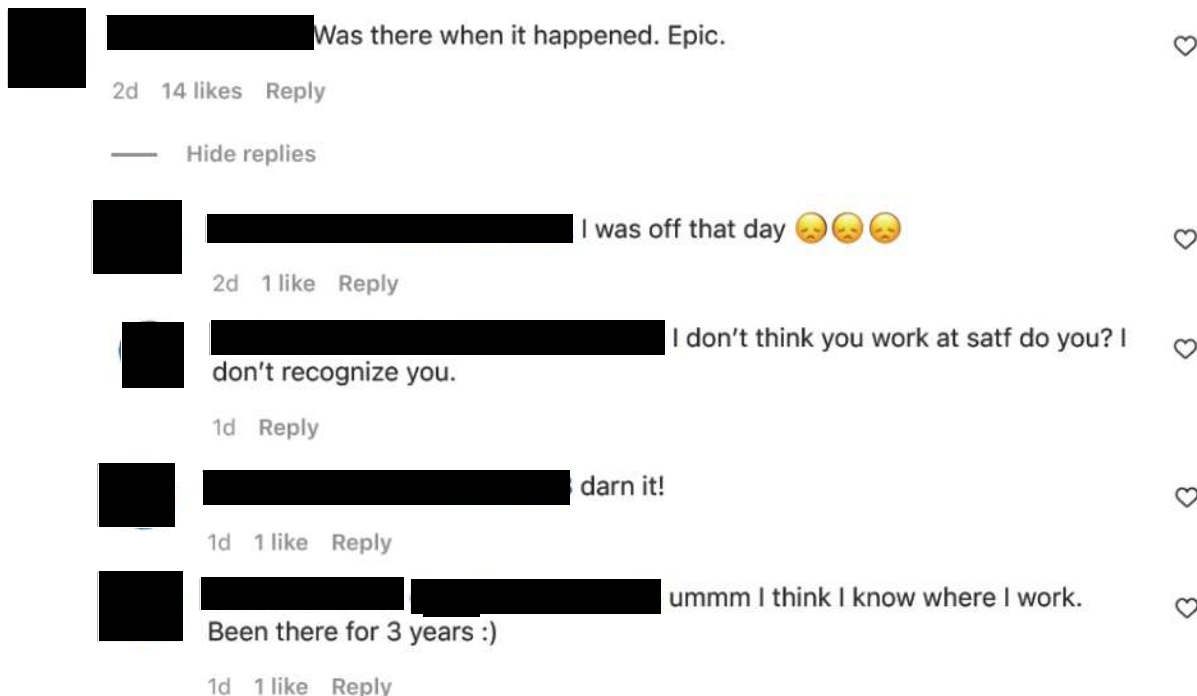 Was there when it happened. Epic.
2d 14 likes Reply
Hide replies
I was off that day 😞😞😞
2d 1 like Reply
I don't think you work at satf do you? I
don't recognize you.
1d Reply
darn it!
1d 1 like Reply
ummm I think I know where I work.
Been there for 3 years :)
1d 1 like Reply